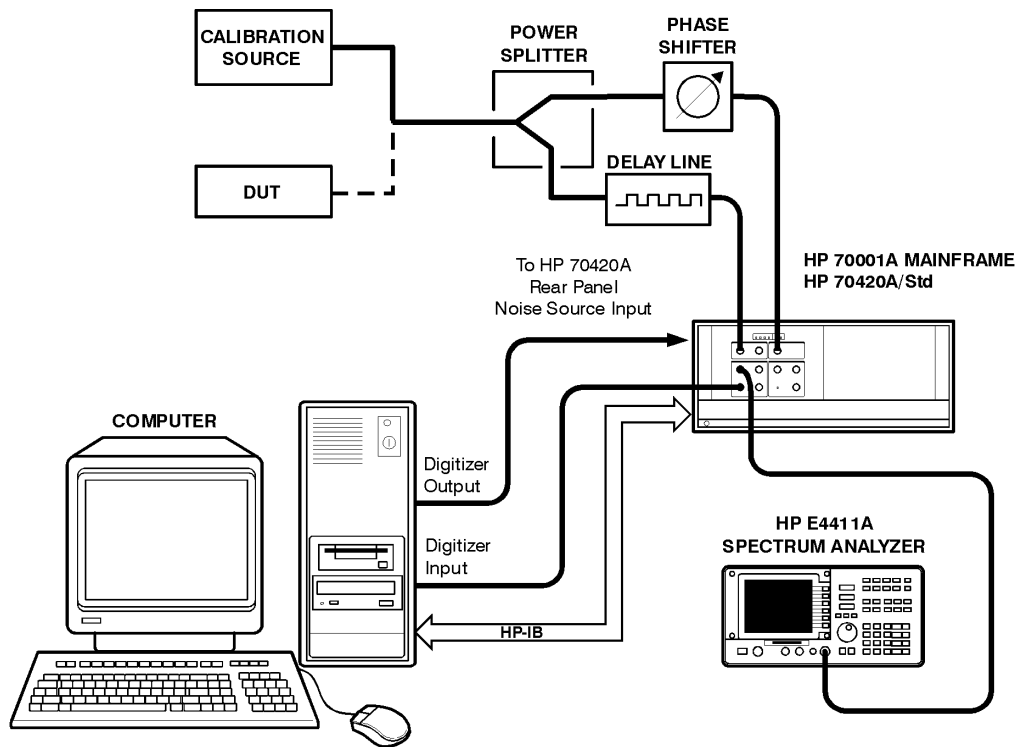 CALIBRATION
SOURCE
POWER
SPLITTER
PHASE
SHIFTER
DUT
DELAY LINE
To HP 70420A
Rear Panel
Noise Source Input
HP 70001A MAINFRAME
HP 70420A/Std
COMPUTER
Digitizer
Output
Digitizer
Input
HP-IB
HP E4411A
SPECTRUM ANALYZER